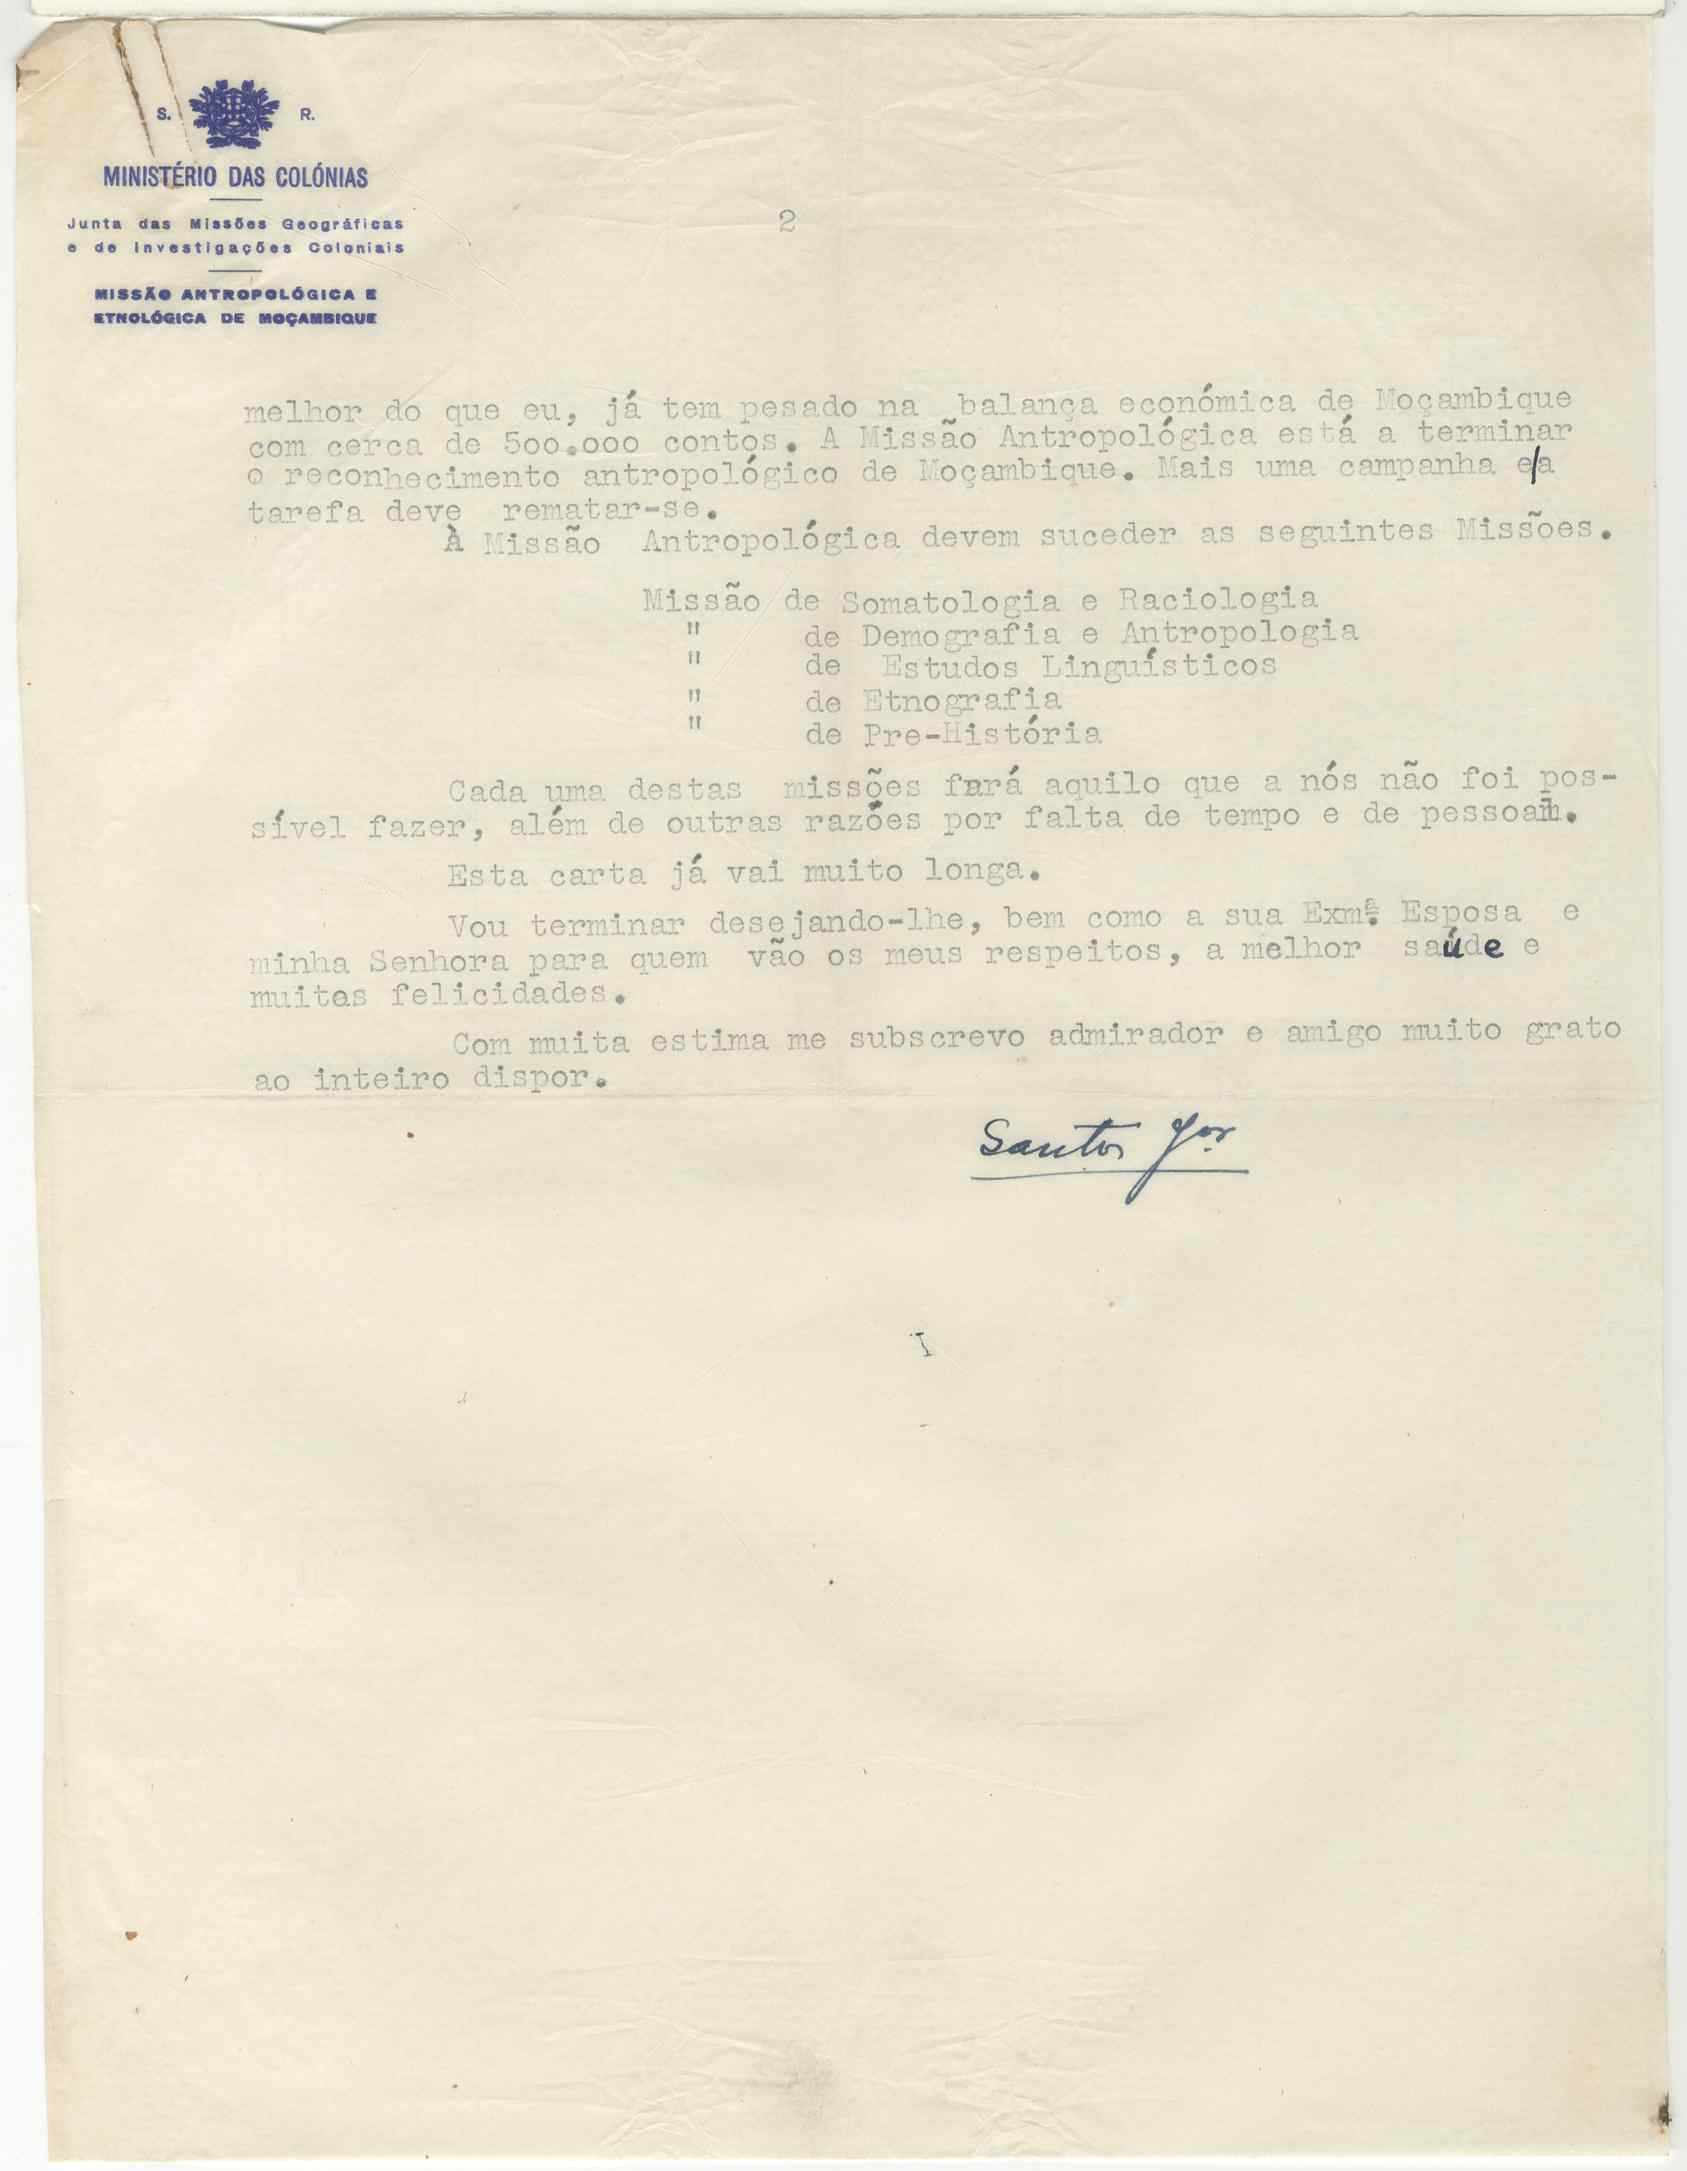 S. R.
MINISTÉRIO DAS COLÓNIAS
Junta das Missões Geográficas
e de Investigações Coloniais
MISSÃO ANTROPOLÓGICA E
ETNOLÓGICA DE MOÇAMBIQUE
2
melhor do que eu, já tem pesado na balança económica de Moçambique
com cerca de 500.000 contos. A Missão Antropológica está a terminar
o reconhecimento antropológico de Moçambique. Mais uma campanha e/a
tarefa deve rematar-se.
À Missão Antropológica devem suceder as seguintes Missões.
Missão de Somatologia e Raciologia
" de Demografia e Antropologia
" de Estudos Linguísticos
" de Etnografia
" de Pre-História
Cada uma destas missões fará aquilo que a nós não foi pos-
sível fazer, além de outras razões por falta de tempo e de pessoal.
Esta carta já vai muito longa.
Vou terminar desejando-lhe, bem como a sua Exmª. Esposa e
minha Senhora para quem vão os meus respeitos, a melhor saúde e
muitas felicidades.
Com muita estima me subscrevo admirador e amigo muito grato
ao inteiro dispor.
Santos Jor.